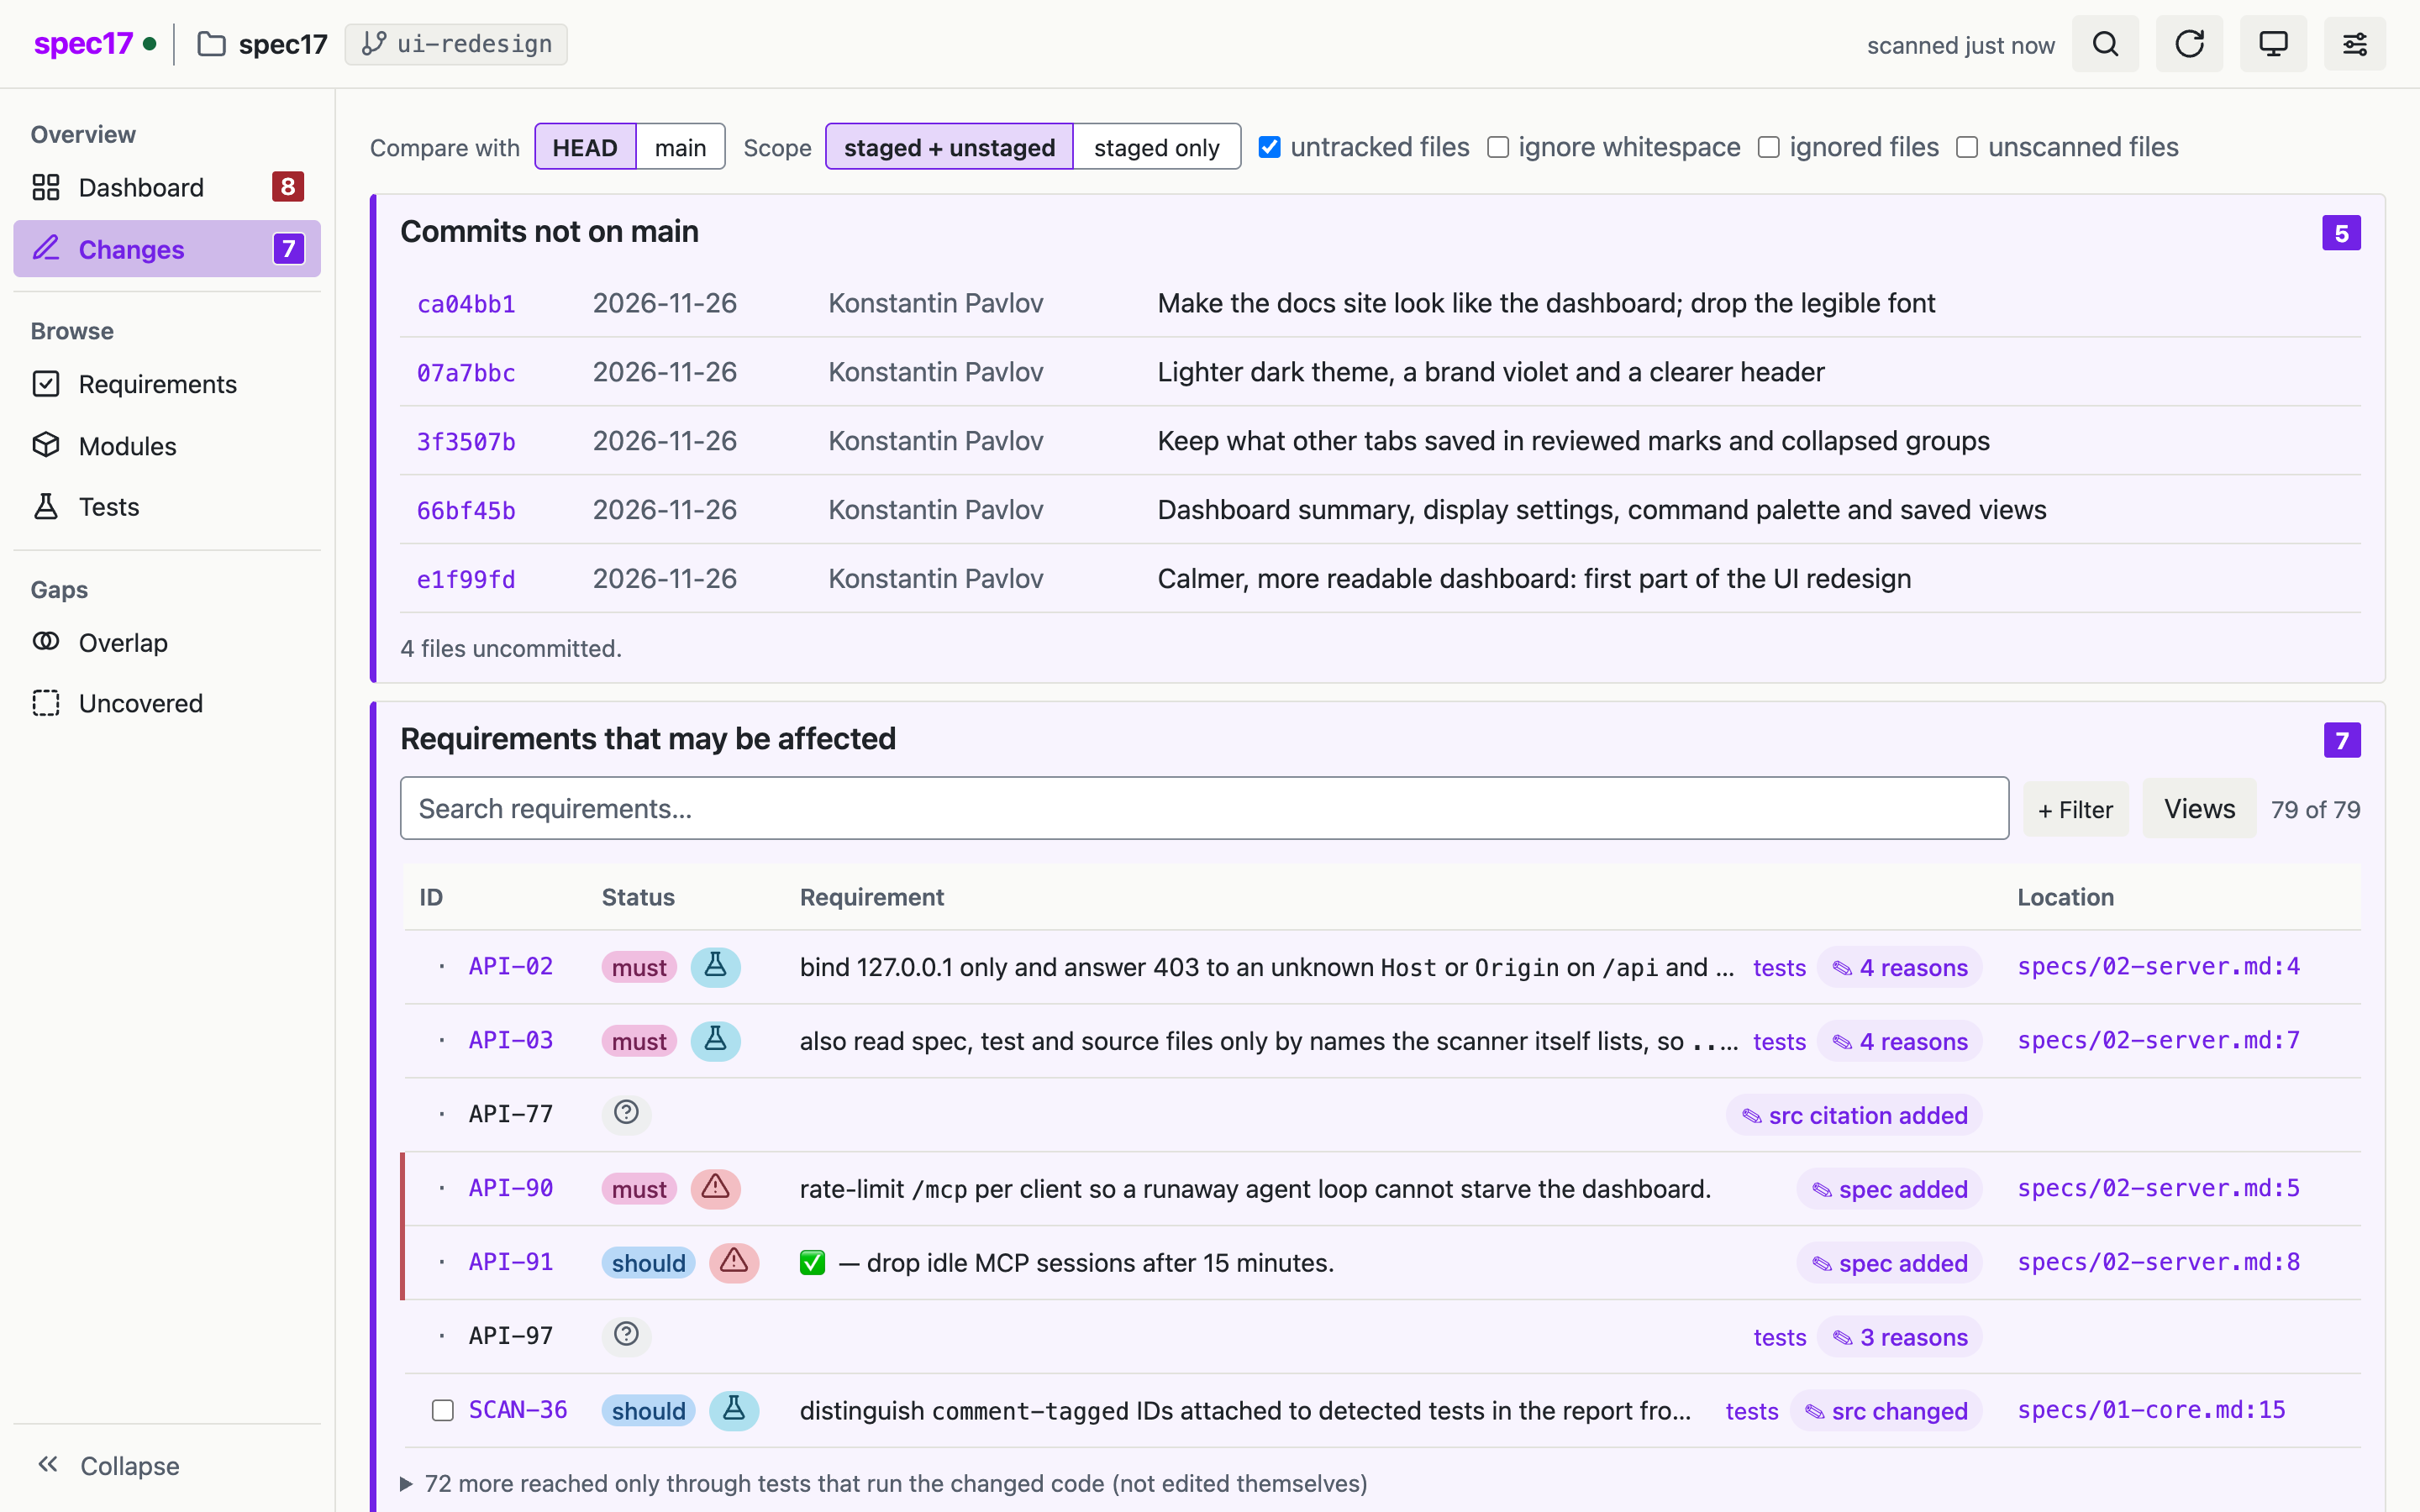 spec17 spec17 ui-redesign scanned just now
Overview
Dashboard 8
Changes 7
Browse
Requirements
Modules
Tests
Gaps
Overlap
Uncovered
Collapse
Compare with HEAD main Scope staged + unstaged staged only untracked files ignore whitespace ignored files unscanned files
Commits not on main 5
ca04bb1 2026-11-26 Konstantin Pavlov Make the docs site look like the dashboard; drop the legible font
07a7bbc 2026-11-26 Konstantin Pavlov Lighter dark theme, a brand violet and a clearer header
3f3507b 2026-11-26 Konstantin Pavlov Keep what other tabs saved in reviewed marks and collapsed groups
66bf45b 2026-11-26 Konstantin Pavlov Dashboard summary, display settings, command palette and saved views
e1f99fd 2026-11-26 Konstantin Pavlov Calmer, more readable dashboard: first part of the UI redesign
4 files uncommitted.
Requirements that may be affected 7
Search requirements... + Filter Views 79 of 79
ID Status Requirement Location
· API-02 must bind 127.0.0.1 only and answer 403 to an unknown Host or Origin on /api and ... tests ✎ 4 reasons specs/02-server.md:4
· API-03 must also read spec, test and source files only by names the scanner itself lists, so ..… tests ✎ 4 reasons specs/02-server.md:7
· API-77 ✎ src citation added
· API-90 must rate-limit /mcp per client so a runaway agent loop cannot starve the dashboard. ✎ spec added specs/02-server.md:5
· API-91 should ✅ — drop idle MCP sessions after 15 minutes. ✎ spec added specs/02-server.md:8
· API-97 tests ✎ 3 reasons
SCAN-36 should distinguish comment-tagged IDs attached to detected tests in the report fro... tests ✎ src changed specs/01-core.md:15
▶ 72 more reached only through tests that run the changed code (not edited themselves)